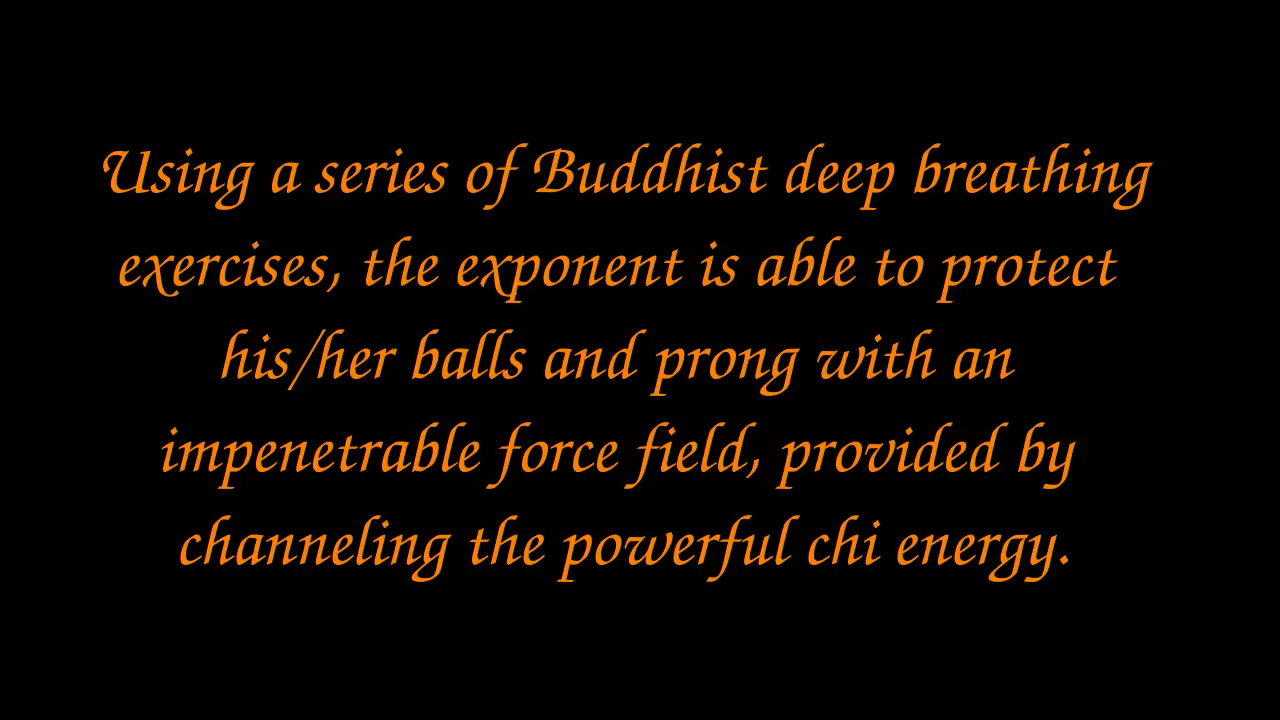 Using a series of Buddhist deep breathing
exercises, the exponent is able to protect
his/her balls and prong with an
impenetrable force field, provided by
channeling the powerful chi energy.